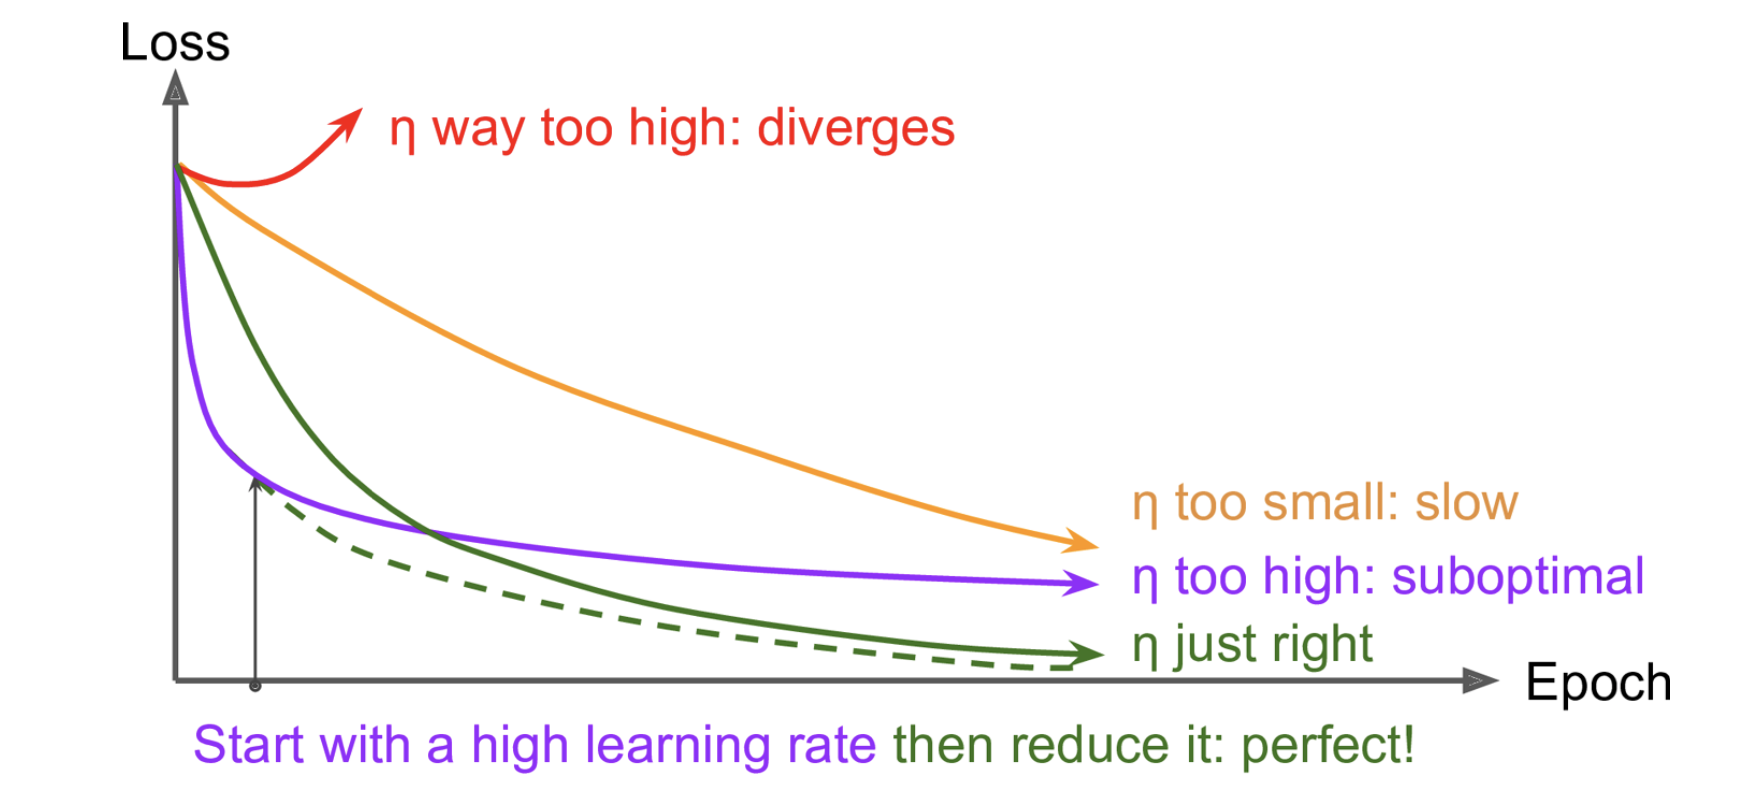 Loss
η way too high: diverges
η too small: slow
η too high: suboptimal
η just right
Epoch
Start with a high learning rate then reduce it: perfect!